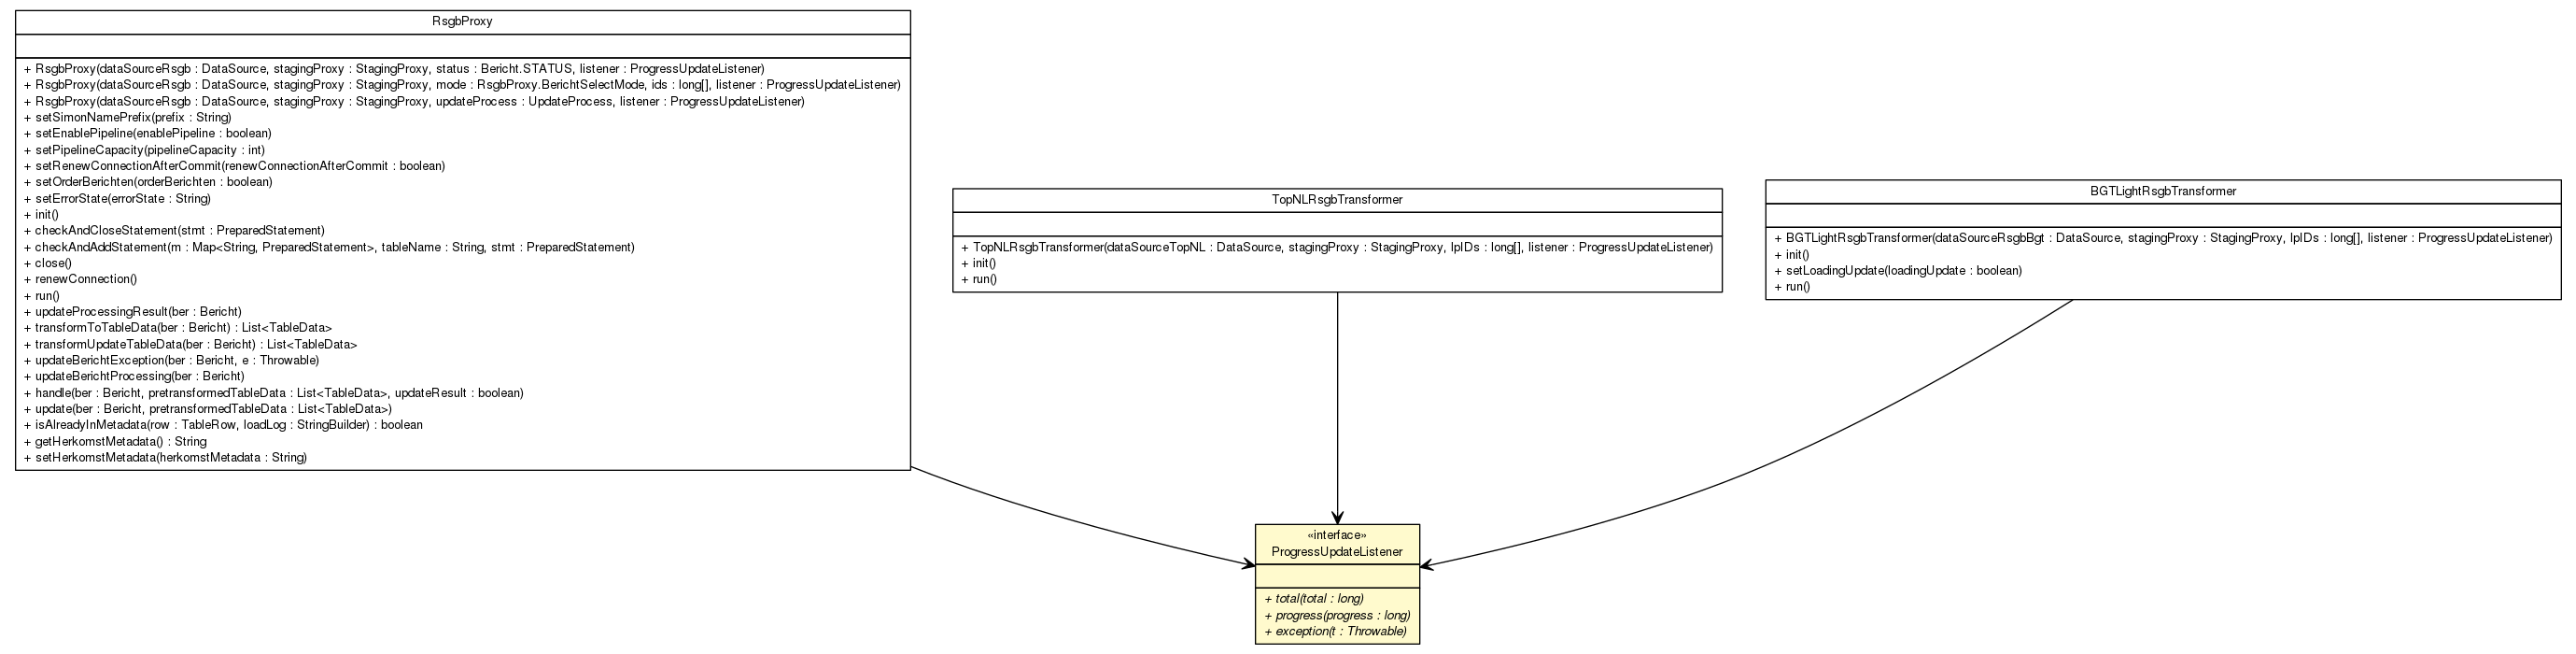 RsgbProxy
+ RsgbProxy(dataSourceRsgb : DataSource, stagingProxy : StagingProxy, status : Bericht.STATUS, listener : ProgressUpdateListener)
+ RsgbProxy(dataSourceRsgb : DataSource, stagingProxy : StagingProxy, mode : RsgbProxy.BerichtSelectMode, ids : long[], listener : ProgressUpdateListener)
+ RsgbProxy(dataSourceRsgb : DataSource, stagingProxy : StagingProxy, updateProcess : UpdateProcess, listener : ProgressUpdateListener)
+ setSimonNamePrefix(prefix : String)
+ setEnablePipeline(enablePipeline : boolean)
+ setPipelineCapacity(pipelineCapacity : int)
+ setRenewConnectionAfterCommit(renewConnectionAfterCommit : boolean)
+ setOrderBerichten(orderBerichten : boolean)
+ setErrorState(errorState : String)
+ init()
+ checkAndCloseStatement(stmt : PreparedStatement)
+ checkAndAddStatement(m : Map<String, PreparedStatement>, tableName : String, stmt : PreparedStatement)
+ close()
+ renewConnection()
+ run()
+ updateProcessingResult(ber : Bericht)
+ transformToTableData(ber : Bericht) : List<TableData>
+ transformUpdateTableData(ber : Bericht) : List<TableData>
+ updateBerichtException(ber : Bericht, e : Throwable)
+ updateBerichtProcessing(ber : Bericht)
+ handle(ber : Bericht, pretransformedTableData : List<TableData>, updateResult : boolean)
+ update(ber : Bericht, pretransformedTableData : List<TableData>)
+ isAlreadyInMetadata(row : TableRow, loadLog : StringBuilder) : boolean
+ getHerkomstMetadata() : String
+ setHerkomstMetadata(herkomstMetadata : String)
TopNLRsgbTransformer
+ TopNLRsgbTransformer(dataSourceTopNL : DataSource, stagingProxy : StagingProxy, lpIDs : long[], listener : ProgressUpdateListener)
+ init()
+ run()
BGTLightRsgbTransformer
+ BGTLightRsgbTransformer(dataSourceRsgbBgt : DataSource, stagingProxy : StagingProxy, lpIDs : long[], listener : ProgressUpdateListener)
+ init()
+ setLoadingUpdate(loadingUpdate : boolean)
+ run()
«interface»
ProgressUpdateListener
+ total(total : long)
+ progress(progress : long)
+ exception(t : Throwable)